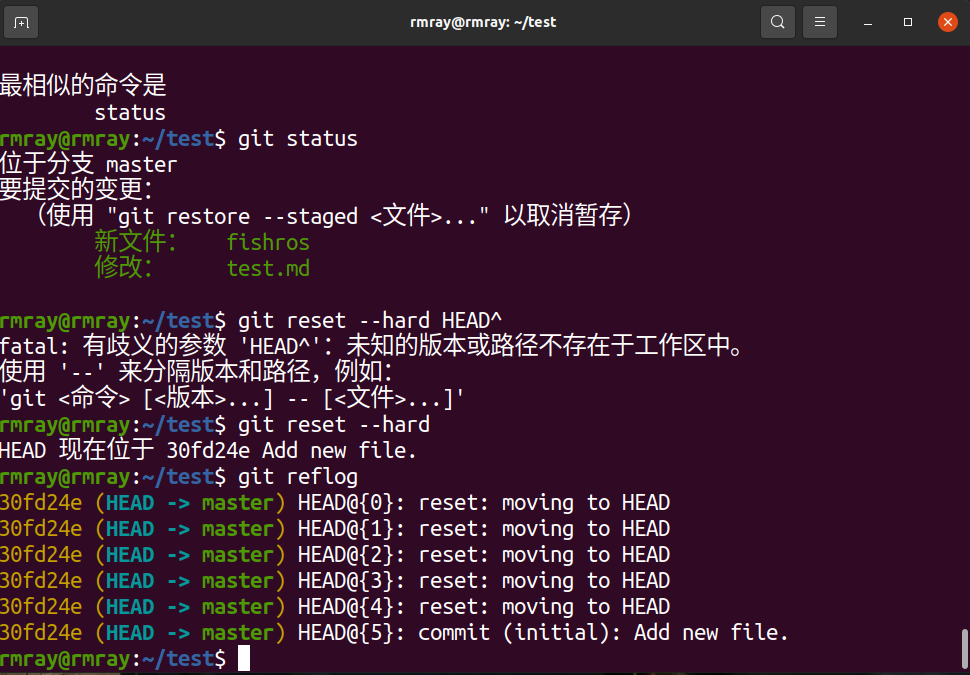 rmray@rmray: ~/test
最相似的命令是
status
rmray@rmray:~/test$ git status
位于分支 master
要提交的变更：
（使用 "git restore --staged <文件>..." 以取消暂存）
新文件： fishros
修改： test.md
rmray@rmray:~/test$ git reset --hard HEAD^
fatal: 有歧义的参数 'HEAD^'：未知的版本或路径不存在于工作区中。
使用 '--' 来分隔版本和路径，例如：
'git <命令> [<版本>...] -- [<文件>...]'
rmray@rmray:~/test$ git reset --hard
HEAD 现在位于 30fd24e Add new file.
rmray@rmray:~/test$ git reflog
30fd24e (HEAD -> master) HEAD@{0}: reset: moving to HEAD
30fd24e (HEAD -> master) HEAD@{1}: reset: moving to HEAD
30fd24e (HEAD -> master) HEAD@{2}: reset: moving to HEAD
30fd24e (HEAD -> master) HEAD@{3}: reset: moving to HEAD
30fd24e (HEAD -> master) HEAD@{4}: reset: moving to HEAD
30fd24e (HEAD -> master) HEAD@{5}: commit (initial): Add new file.
rmray@rmray:~/test$